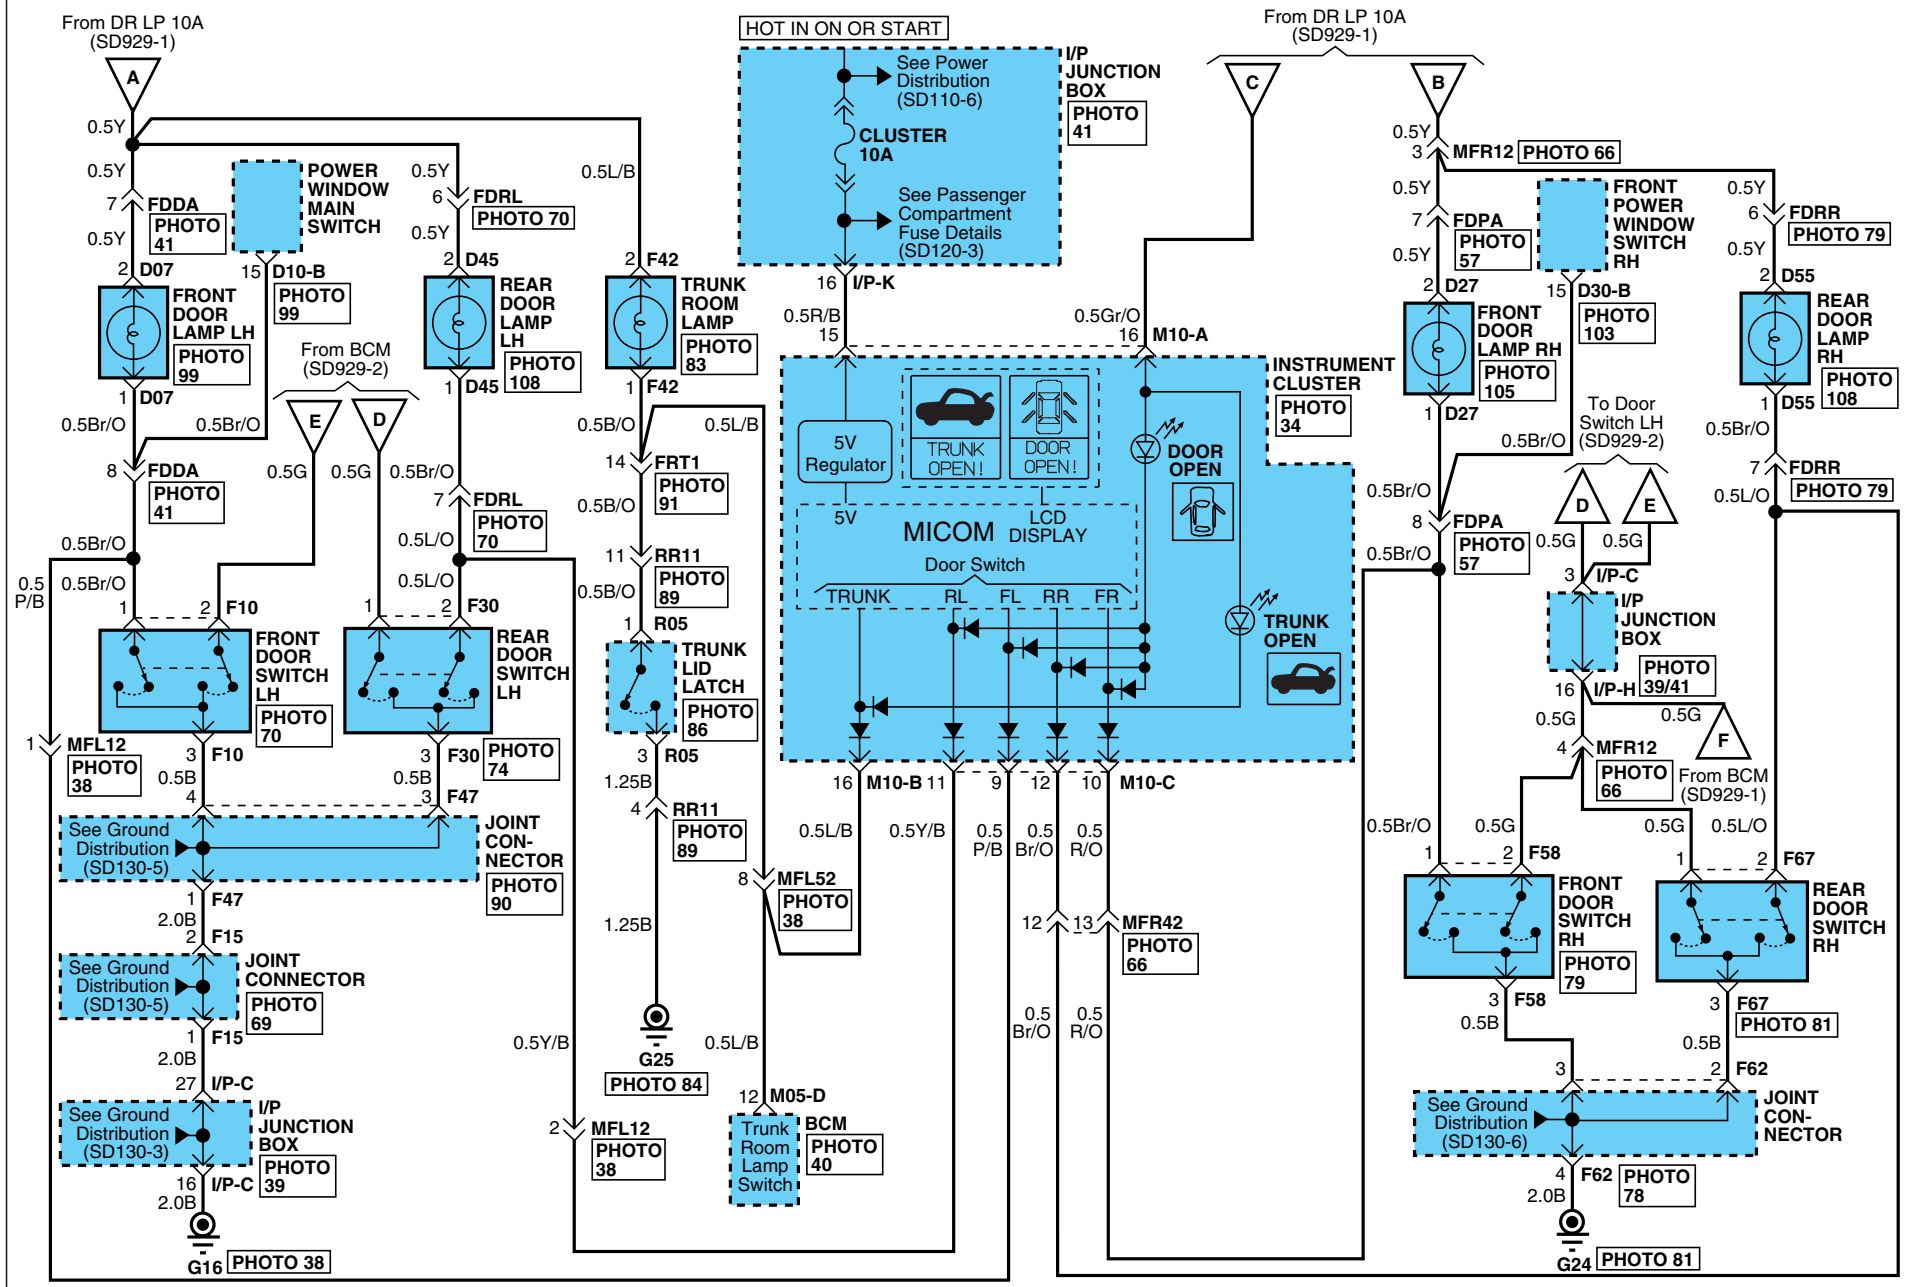 From DR LP 10A
(SD929-1)
A
0.5Y
0.5Y
7
FDDA
PHOTO
41
0.5Y
2
D07
FRONT
DOOR
LAMP LH
PHOTO
99
1
D07
0.5Br/O
8
FDDA
PHOTO
41
0.5Br/O
0.5Br/O
0.5
P/B
POWER
WINDOW
MAIN
SWITCH
15
D10-B
PHOTO
99
0.5Br/O
From BCM
(SD929-2)
E
D
0.5G
0.5G
0.5Y
6
FDRL
PHOTO 70
0.5Y
2
D45
REAR
DOOR
LAMP
LH
PHOTO
108
1
D45
0.5Br/O
7
FDRL
PHOTO
70
0.5L/O
0.5L/O
1
2
F10
FRONT
DOOR
SWITCH
LH
PHOTO
70
3
F10
0.5B
4
1
2
F30
REAR
DOOR
SWITCH
LH
3
F30
PHOTO
74
0.5B
3
F47
1
MFL12
PHOTO
38
See Ground
Distribution
(SD130-5)
JOINT
CON-
NECTOR
PHOTO
90
1
F47
2.0B
2
F15
See Ground
Distribution
(SD130-5)
JOINT
CONNECTOR
PHOTO
69
1
F15
2.0B
27
I/P-C
See Ground
Distribution
(SD130-3)
I/P
JUNCTION
BOX
PHOTO
39
16
I/P-C
2.0B
G16
PHOTO 38
0.5L/B
2
F42
TRUNK
ROOM
LAMP
PHOTO
83
1
F42
0.5B/O
0.5L/B
14
FRT1
PHOTO
91
0.5B/O
11
RR11
PHOTO
89
0.5B/O
1
R05
TRUNK
LID
LATCH
PHOTO
86
3
R05
1.25B
4
RR11
PHOTO
89
1.25B
G25
PHOTO 84
0.5Y/B
2
MFL12
PHOTO
38
8
MFL52
PHOTO
38
0.5L/B
12
M05-D
Trunk
Room
Lamp
Switch
BCM
PHOTO
40
HOT IN ON OR START
See Power
Distribution
(SD110-6)
CLUSTER
10A
See Passenger
Compartment
Fuse Details
(SD120-3)
I/P
JUNCTION
BOX
PHOTO
41
16
I/P-K
0.5R/B
15
0.5Gr/O
16
M10-A
INSTRUMENT
CLUSTER
PHOTO
34
5V
5V
Regulator
5V
TRUNK
OPEN!
DOOR
OPEN!
MICOM
LCD
DISPLAY
Door Switch
TRUNK
RL
FL
RR
FR
DOOR
OPEN
TRUNK
OPEN
16
M10-B
11
9
12
10
M10-C
0.5L/B
0.5Y/B
0.5
P/B
0.5
Br/O
0.5
R/O
12
13
MFR42
PHOTO
66
0.5
Br/O
0.5
R/O
From DR LP 10A
(SD929-1)
C
B
0.5Y
3
MFR12
PHOTO 66
0.5Y
7
FDPA
PHOTO
57
0.5Y
2
D27
FRONT
DOOR
LAMP RH
PHOTO
105
1
D27
0.5Br/O
8
FDPA
PHOTO
57
0.5Br/O
0.5Br/O
FRONT
POWER
WINDOW
SWITCH
RH
15
D30-B
PHOTO
103
0.5Br/O
0.5Y
6
FDRR
PHOTO 79
0.5Y
2
D55
REAR
DOOR
LAMP
RH
PHOTO
108
1
D55
0.5Br/O
7
FDRR
PHOTO 79
0.5L/O
To Door
Switch LH
(SD929-2)
D
E
0.5G
0.5G
3
I/P-C
I/P
JUNCTION
BOX
PHOTO
39/41
16
I/P-H
0.5G
0.5G
F
From BCM
(SD929-1)
4
MFR12
PHOTO
66
0.5G
0.5G
0.5L/O
1
2
F58
FRONT
DOOR
SWITCH
RH
PHOTO
79
3
F58
0.5B
1
2
F67
REAR
DOOR
SWITCH
RH
3
F67
PHOTO 81
0.5B
3
2
F62
See Ground
Distribution
(SD130-6)
JOINT
CON-
NECTOR
4
F62
PHOTO
78
2.0B
G24
PHOTO 81